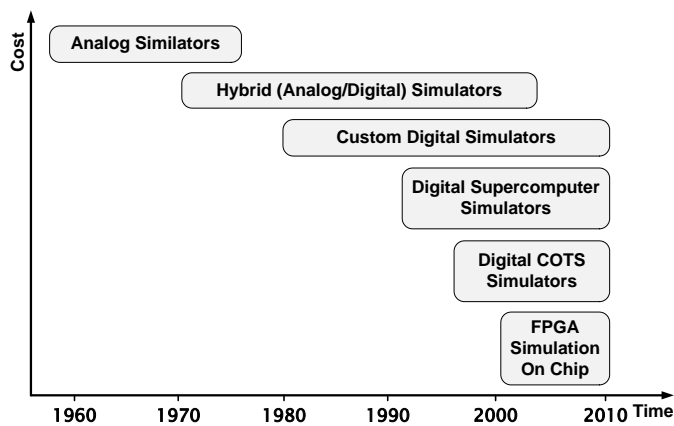 Cost
Analog Similators
Hybrid (Analog/Digital) Simulators
Custom Digital Simulators
Digital Supercomputer
Simulators
Digital COTS
Simulators
FPGA
Simulation
On Chip
1960 1970 1980 1990 2000 2010 Time